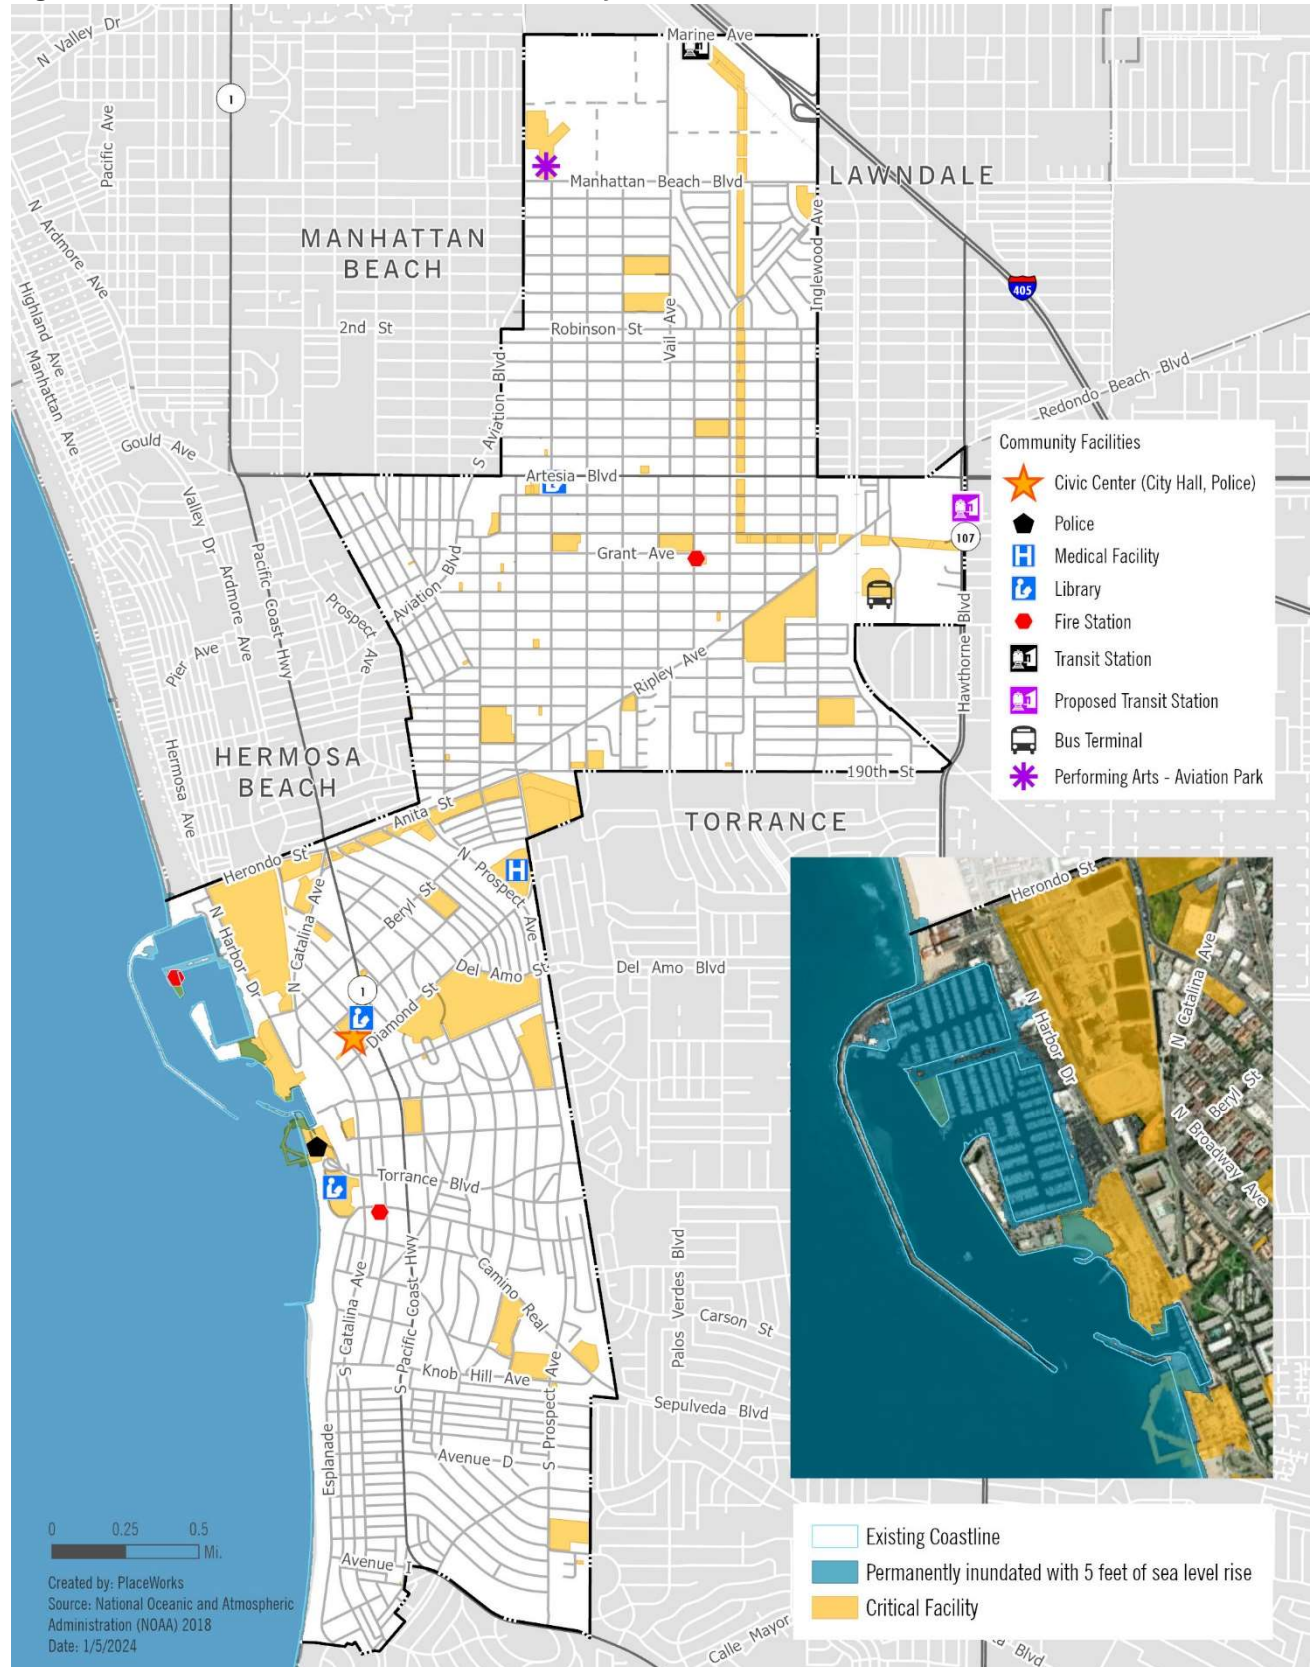 Marine Ave
N Valley Dr
1
Pacific Ave
N Ardmore Ave
LAWNDALE
Manhattan Beach Blvd
MANHATTAN
BEACH
Inglewood Ave
405
Highland Ave
Manhattan Ave
2nd St
Robinson St
Vail Ave
Redondo Beach Blvd
S Aviation Blvd
Gould Ave
Artesia Blvd
Valley Dr
Ardmore Ave
Pacific Coast Hwy
Prospect Ave
Aviation Blvd
Grant Ave
107
Hawthorne Blvd
Pier Ave
Ripley Ave
Hermosa Ave
HERMOSA
BEACH
190th St
Anita St
TORRANCE
Herondo St
N Catalina Ave
Beryl St
N Prospect Ave
N Harbor Dr
Del Amo St
Del Amo Blvd
1
Diamond St
Torrance Blvd
Palos Verdes Blvd
S Catalina Ave
S Pacific Coast Hwy
Camino Real
Carson St
Knob Hill Ave
S Prospect Ave
Sepulveda Blvd
Esplanade
Avenue D
Avenue I
Calle Mayor
Community Facilities
Civic Center (City Hall, Police)
Police
H Medical Facility
Library
Fire Station
Transit Station
Proposed Transit Station
Bus Terminal
Performing Arts - Aviation Park
Herondo St
N Catalina Ave
N Harbor Dr
Beryl St
N Broadway Ave
Existing Coastline
Permanently inundated with 5 feet of sea level rise
Critical Facility
0 0.25 0.5
Mi.
Created by: PlaceWorks
Source: National Oceanic and Atmospheric
Administration (NOAA) 2018
Date: 1/5/2024